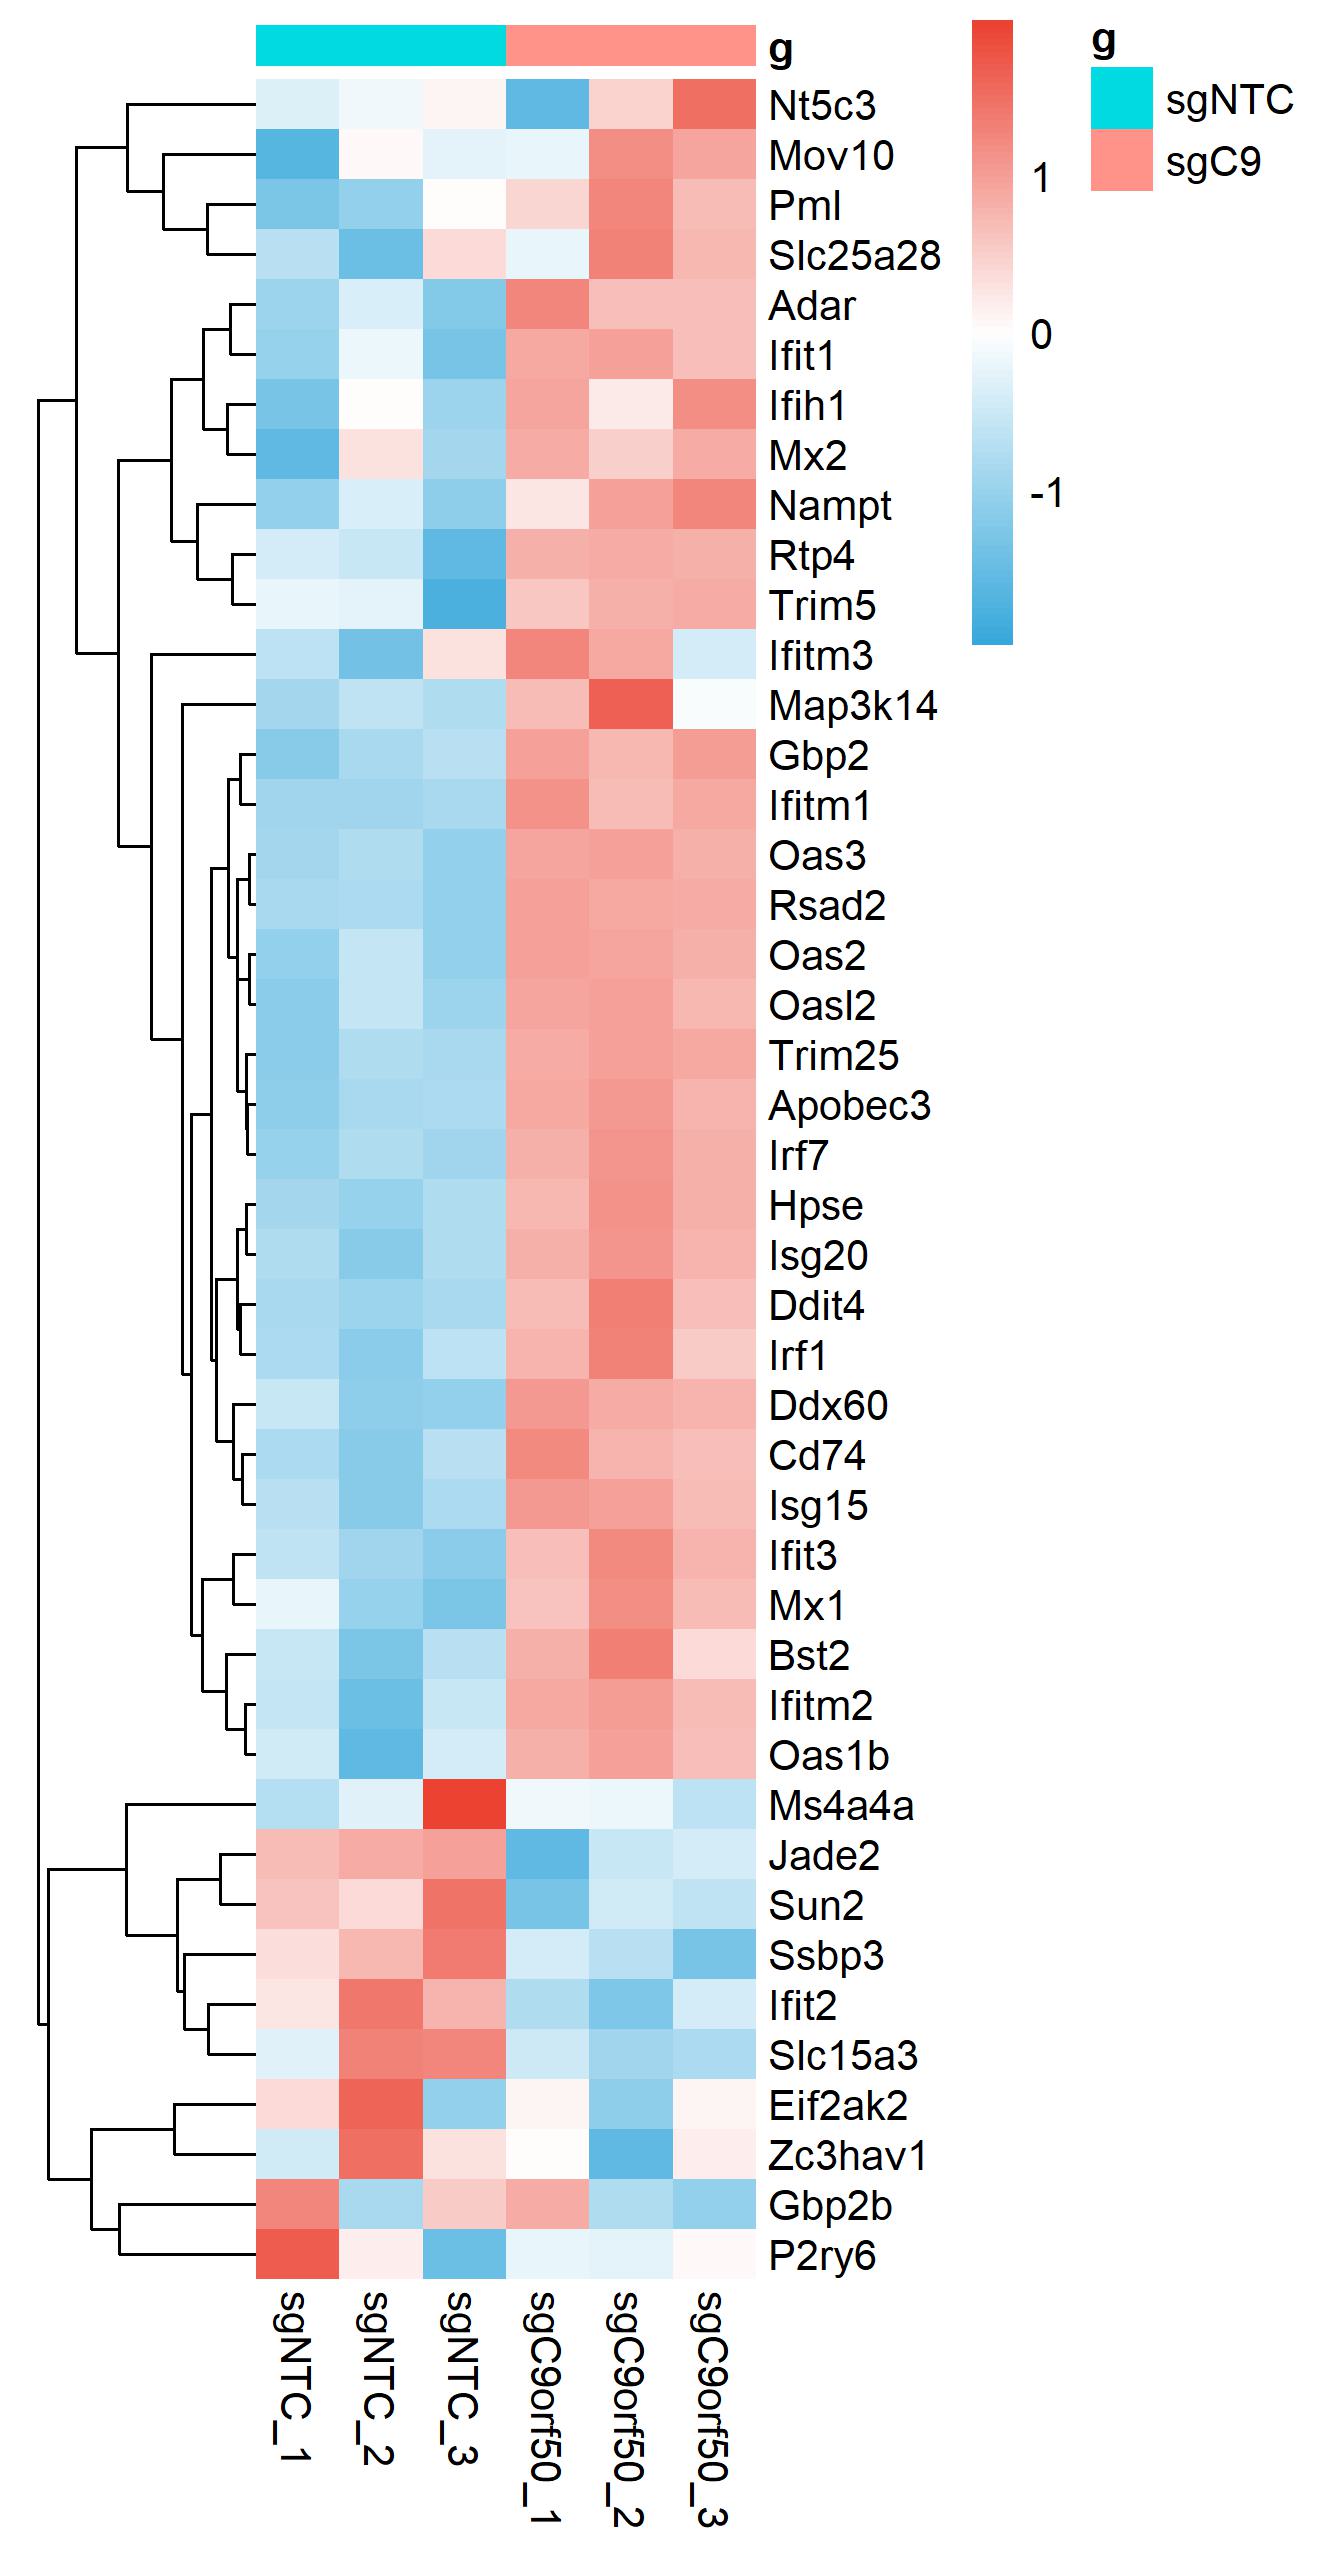 g
Nt5c3
Mov10
Pml
Slc25a28
Adar
Ifit1
Ifih1
Mx2
Nampt
Rtp4
Trim5
Ifitm3
Map3k14
Gbp2
Ifitm1
Oas3
Rsad2
Oas2
Oasl2
Trim25
Apobec3
Irf7
Hpse
Isg20
Ddit4
Irf1
Ddx60
Cd74
Isg15
Ifit3
Mx1
Bst2
Ifitm2
Oas1b
Ms4a4a
Jade2
Sun2
Ssbp3
Ifit2
Slc15a3
Eif2ak2
Zc3hav1
Gbp2b
P2ry6
sgNTC_1
sgNTC_2
sgNTC_3
sgC9orf50_1
sgC9orf50_2
sgC9orf50_3
1
0
-1
g
sgNTC
sgC9